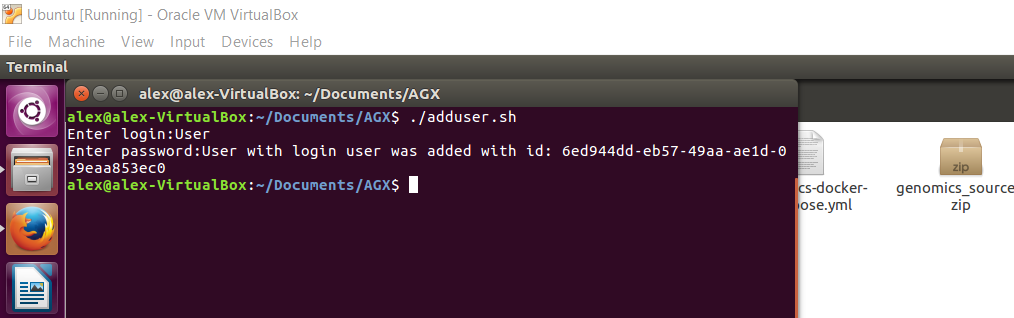 Ubuntu [Running] - Oracle VM VirtualBox
File Machine View Input Devices Help
Terminal
alex@alex-VirtualBox: ~/Documents/AGX
alex@alex-VirtualBox:~/Documents/AGX$ ./adduser.sh
Enter login:User
Enter password:User with login user was added with id: 6ed944dd-eb57-49aa-ae1d-0
39eaa853ec0
alex@alex-VirtualBox:~/Documents/AGX$
zip
cs-docker-
ose.yml
genomics_source
zip